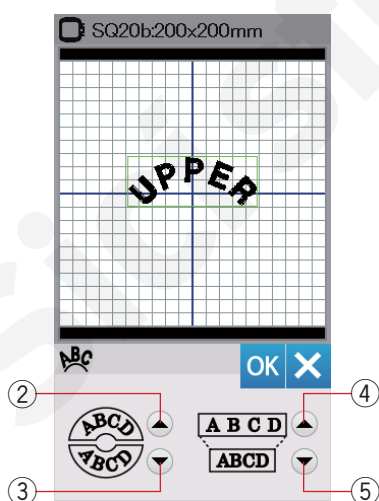 SQ20b:200x200mm
UPPER
ABC
OK
② ④
ABCD
A B C D
ABCD
ABCD
③ ⑤